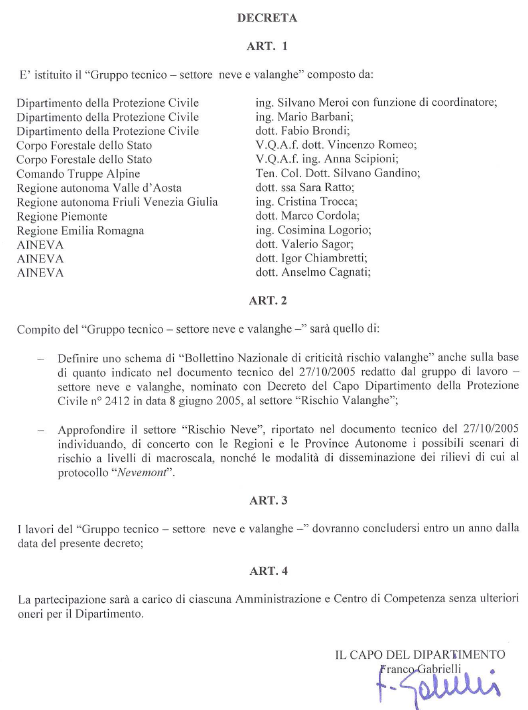 DECRETA
ART. 1
E' istituito il “Gruppo tecnico – settore neve e valanghe” composto da:
Dipartimento della Protezione Civile ing. Silvano Meroi con funzione di coordinatore;
Dipartimento della Protezione Civile ing. Mario Barbani;
Dipartimento della Protezione Civile dott. Fabio Brondi;
Corpo Forestale dello Stato V.Q.A.f. dott. Vincenzo Romeo;
Corpo Forestale dello Stato V.Q.A.f. ing. Anna Scipioni;
Comando Truppe Alpine Ten. Col. Dott. Silvano Gandino;
Regione autonoma Valle d'Aosta dott. ssa Sara Ratto;
Regione autonoma Friuli Venezia Giulia ing. Cristina Trocca;
Regione Piemonte dott. Marco Cordola;
Regione Emilia Romagna ing. Cosimina Logorio;
AINEVA dott. Valerio Sagor;
AINEVA dott. Igor Chiambretti;
AINEVA dott. Anselmo Cagnati;
ART. 2
Compito del “Gruppo tecnico – settore neve e valanghe –” sarà quello di:
– Definire uno schema di “Bollettino Nazionale di criticità rischio valanghe” anche sulla base
di quanto indicato nel documento tecnico del 27/10/2005 redatto dal gruppo di lavoro –
settore neve e valanghe, nominato con Decreto del Capo Dipartimento della Protezione
Civile n° 2412 in data 8 giugno 2005, al settore “Rischio Valanghe”;
– Approfondire il settore “Rischio Neve”, riportato nel documento tecnico del 27/10/2005
individuando, di concerto con le Regioni e le Province Autonome i possibili scenari di
rischio a livelli di macroscala, nonché le modalità di disseminazione dei rilievi di cui al
protocollo “Nevemont”.
ART. 3
I lavori del “Gruppo tecnico – settore neve e valanghe –” dovranno concludersi entro un anno dalla
data del presente decreto;
ART. 4
La partecipazione sarà a carico di ciascuna Amministrazione e Centro di Competenza senza ulteriori
oneri per il Dipartimento.
IL CAPO DEL DIPARTIMENTO
Franco Gabrielli